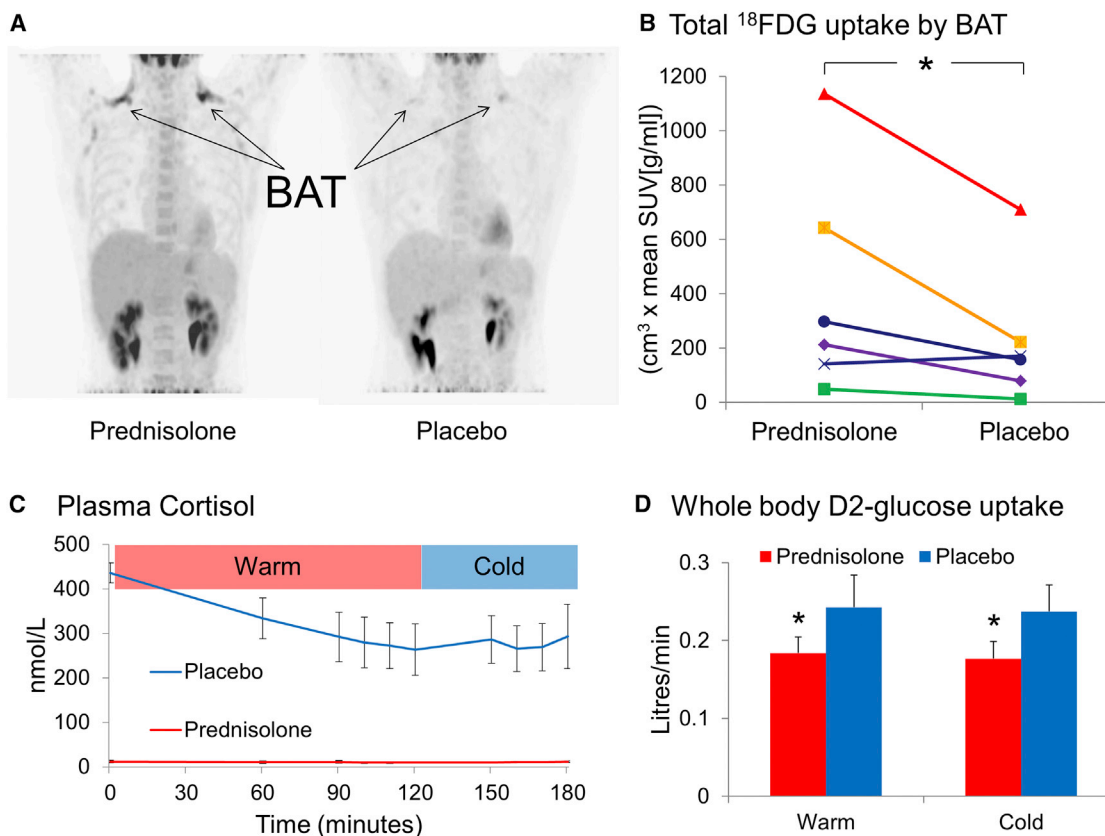 A
BAT
Prednisolone
Placebo
B Total ¹⁸FDG uptake by BAT
*
(cm³ x mean SUV[g/ml])
1200
1000
800
600
400
200
0
Prednisolone
Placebo
C Plasma Cortisol
nmol/L
500
400
300
200
100
0
Warm
Cold
Placebo
Prednisolone
0 30 60 90 120 150 180
Time (minutes)
D Whole body D2-glucose uptake
Litres/min
0.3
0.2
0.1
0
Prednisolone
Placebo
*
*
Warm
Cold